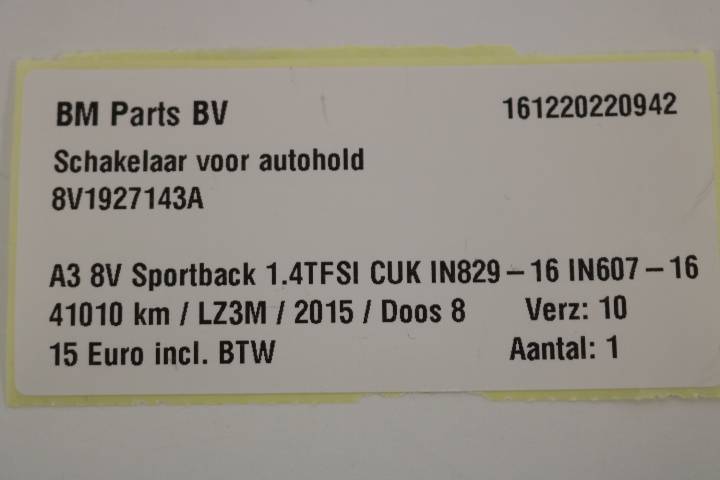 BM Parts BV 161220220942
Schakelaar voor autohold
8V1927143A
A3 8V Sportback 1.4TFSI CUK IN829 – 16 IN607 – 16
41010 km / LZ3M / 2015 / Doos 8 Verz: 10
15 Euro incl. BTW Aantal: 1